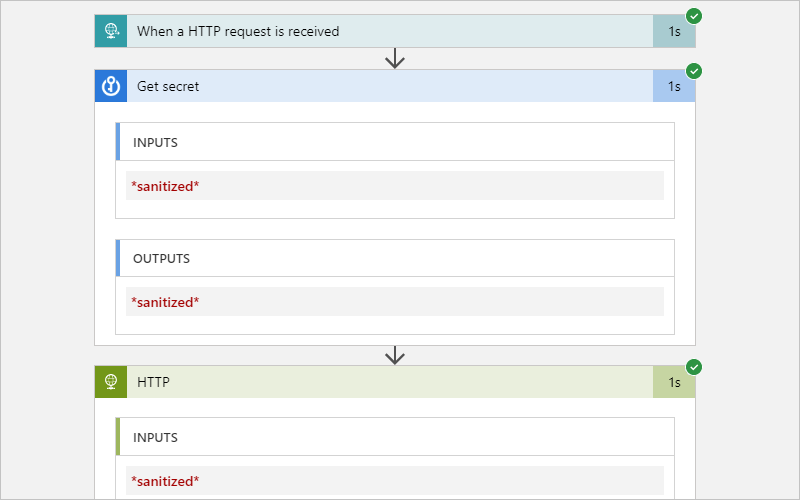 When a HTTP request is received 1s
Get secret 1s
INPUTS
*sanitized*
OUTPUTS
*sanitized*
HTTP 1s
INPUTS
*sanitized*